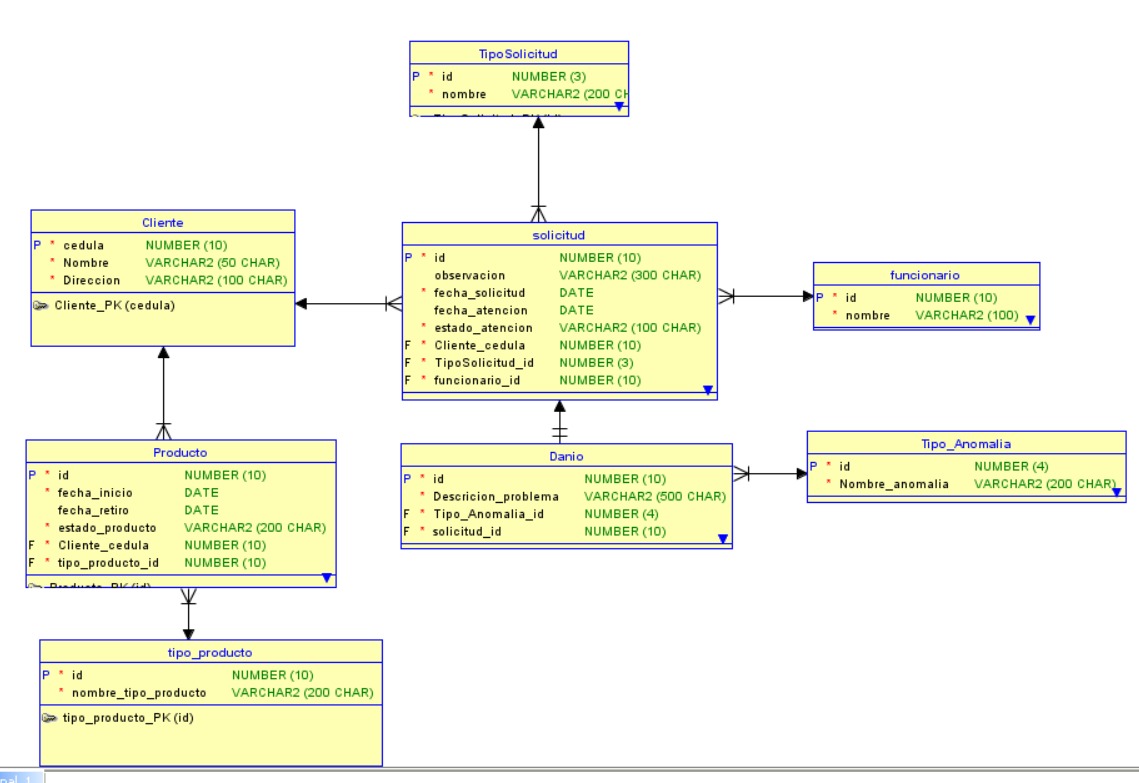 TipoSolicitud
P * id NUMBER (3)
* nombre VARCHAR2 (200 CH
Cliente
P * cedula NUMBER (10)
* Nombre VARCHAR2 (50 CHAR)
* Direccion VARCHAR2 (100 CHAR)
Cliente_PK (cedula)
solicitud
P * id NUMBER (10)
observacion VARCHAR2 (300 CHAR)
* fecha_solicitud DATE
fecha_atencion DATE
* estado_atencion VARCHAR2 (100 CHAR)
F * Cliente_cedula NUMBER (10)
F * TipoSolicitud_id NUMBER (3)
F * funcionario_id NUMBER (10)
funcionario
P * id NUMBER (10)
* nombre VARCHAR2 (100)
Producto
P * id NUMBER (10)
* fecha_inicio DATE
fecha_retiro DATE
* estado_producto VARCHAR2 (200 CHAR)
F * Cliente_cedula NUMBER (10)
F * tipo_producto_id NUMBER (10)
Producto_PK (id)
Danio
P * id NUMBER (10)
* Descricion_problema VARCHAR2 (500 CHAR)
F * Tipo_Anomalia_id NUMBER (4)
F * solicitud_id NUMBER (10)
Tipo_Anomalia
P * id NUMBER (4)
* Nombre_anomalia VARCHAR2 (200 CHAR)
tipo_producto
P * id NUMBER (10)
* nombre_tipo_producto VARCHAR2 (200 CHAR)
tipo_producto_PK (id)